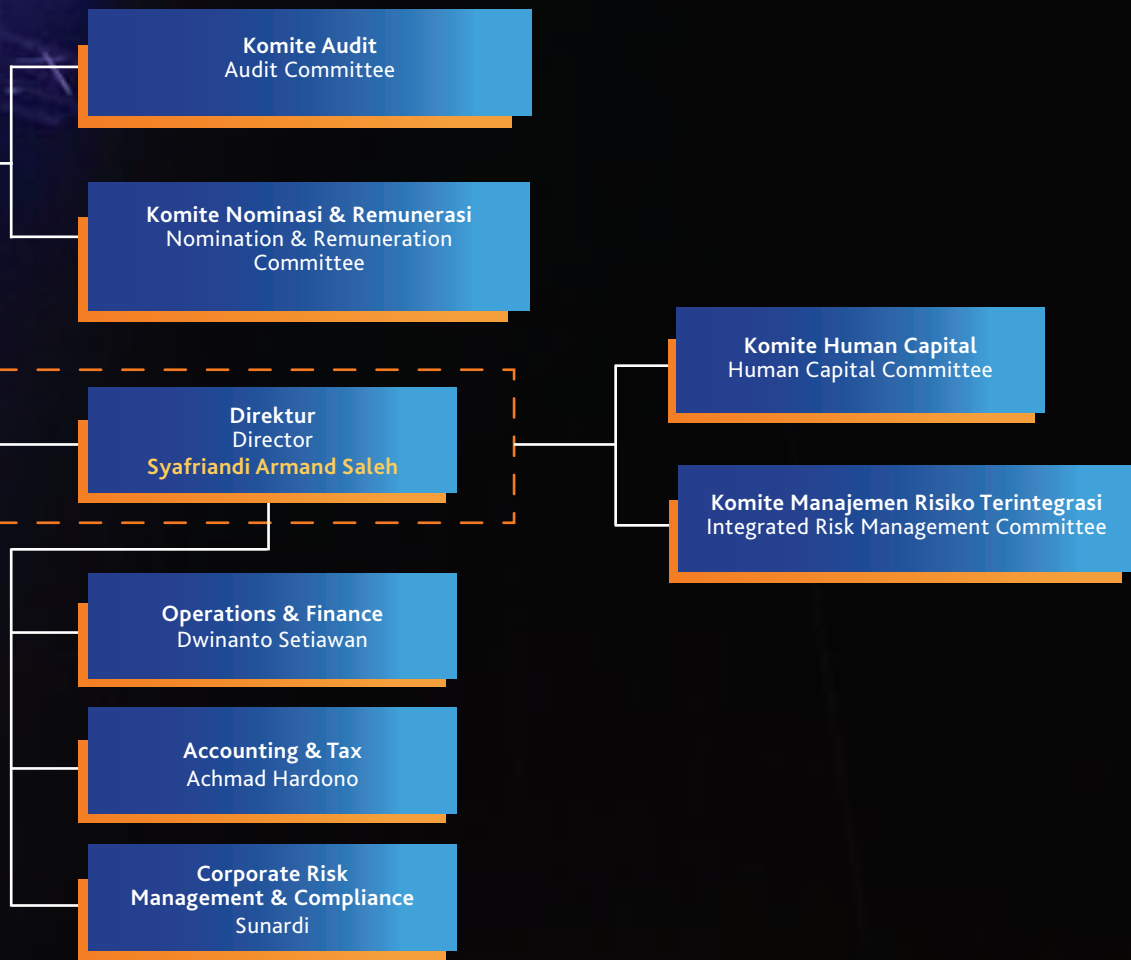 Komite Audit
Audit Committee
Komite Nominasi & Remunerasi
Nomination & Remuneration
Committee
Komite Human Capital
Human Capital Committee
Direktur
Director
Syafriandi Armand Saleh
Komite Manajemen Risiko Terintegrasi
Integrated Risk Management Committee
Operations & Finance
Dwinanto Setiawan
Accounting & Tax
Achmad Hardono
Corporate Risk
Management & Compliance
Sunardi